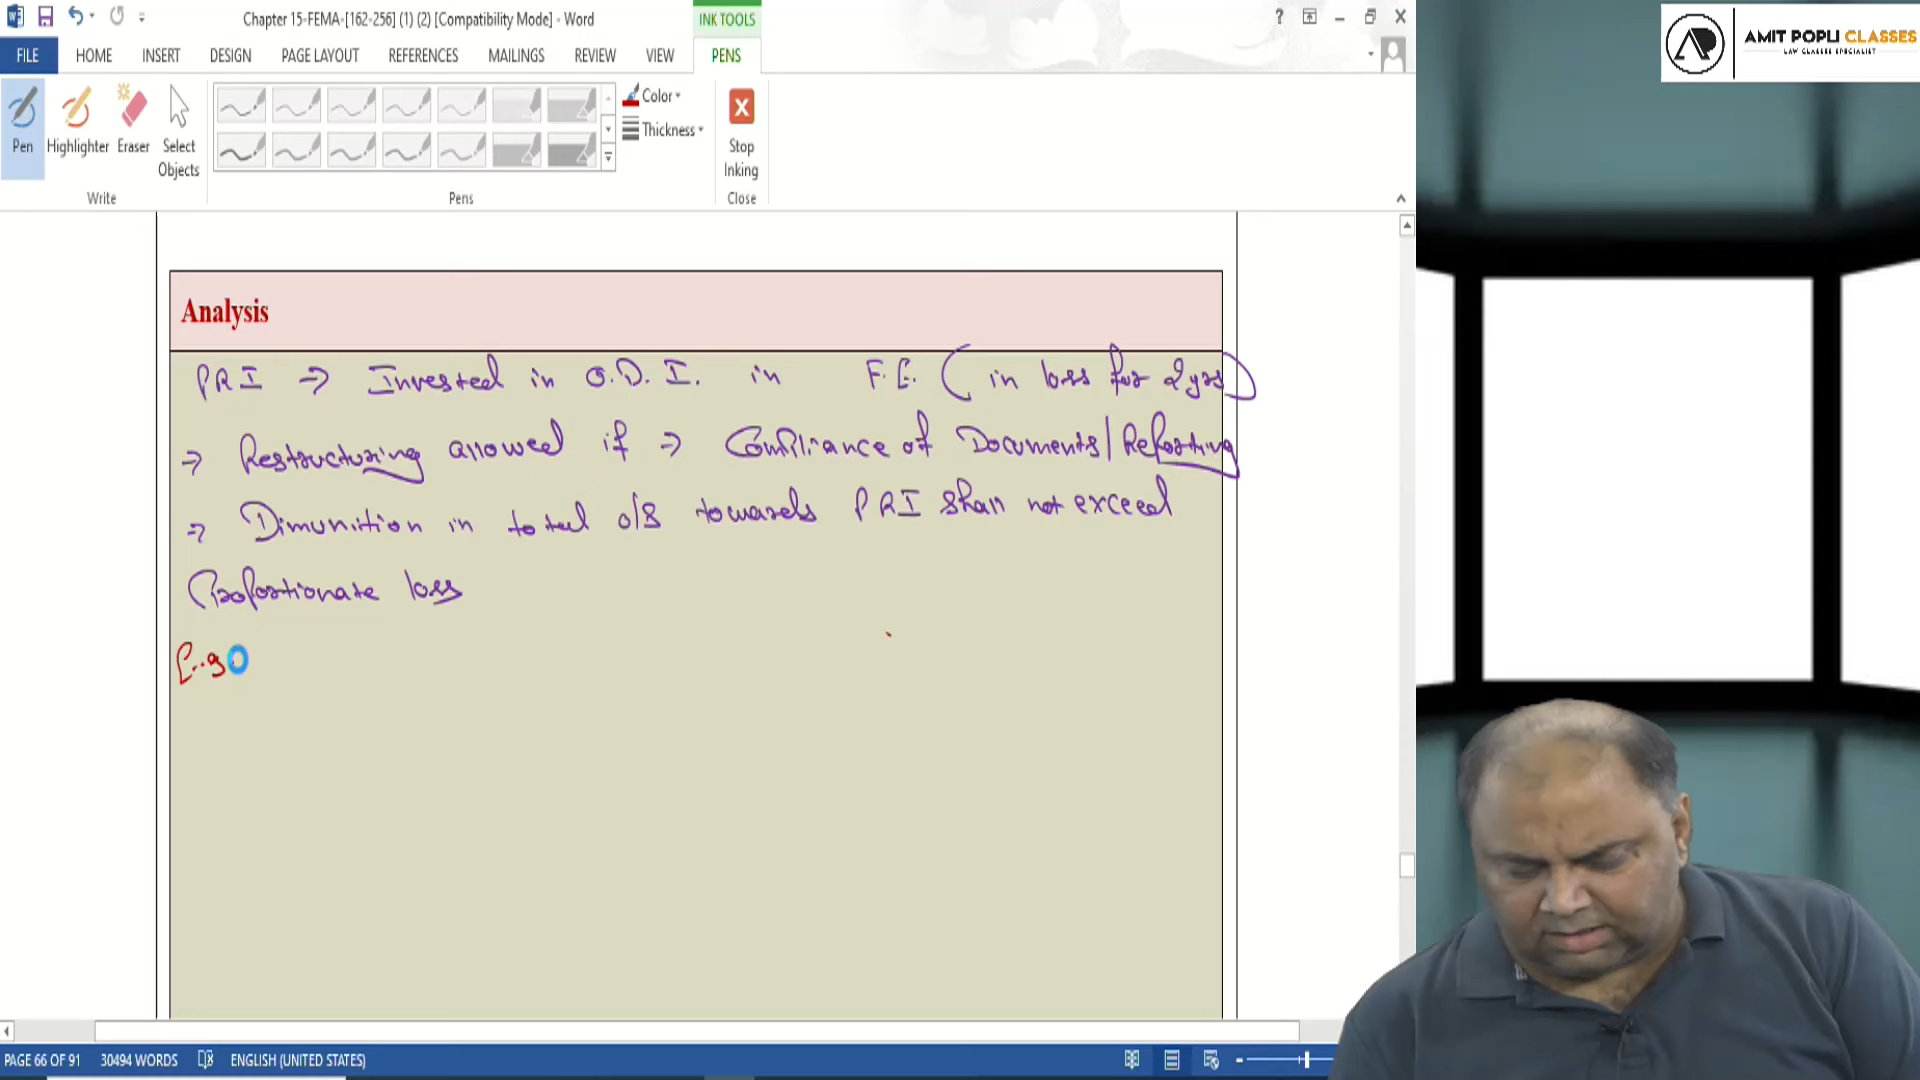 Chapter 15-FEMA-[162-256] (1) (2) [Compatibility Mode] - Word
INK TOOLS
AMIT POPLI CLASSES
LAW CLASSES SPECIALIST
FILE HOME INSERT DESIGN PAGE LAYOUT REFERENCES MAILINGS REVIEW VIEW PENS
Pen Highlighter Eraser Select Objects
Color
Thickness
Stop Inking
Write Pens Close
Analysis
PRI ⇒ Invested in O.D.I. in F.E. (in loss for 2yrs)
⇒ Restructuring allowed if ⇒ Compliance of Documents/Reporting
⇒ Dimunition in total o/s towards PRI shall not exceed
Proportionate loss
E.g
PAGE 66 OF 91 30494 WORDS ENGLISH (UNITED STATES)